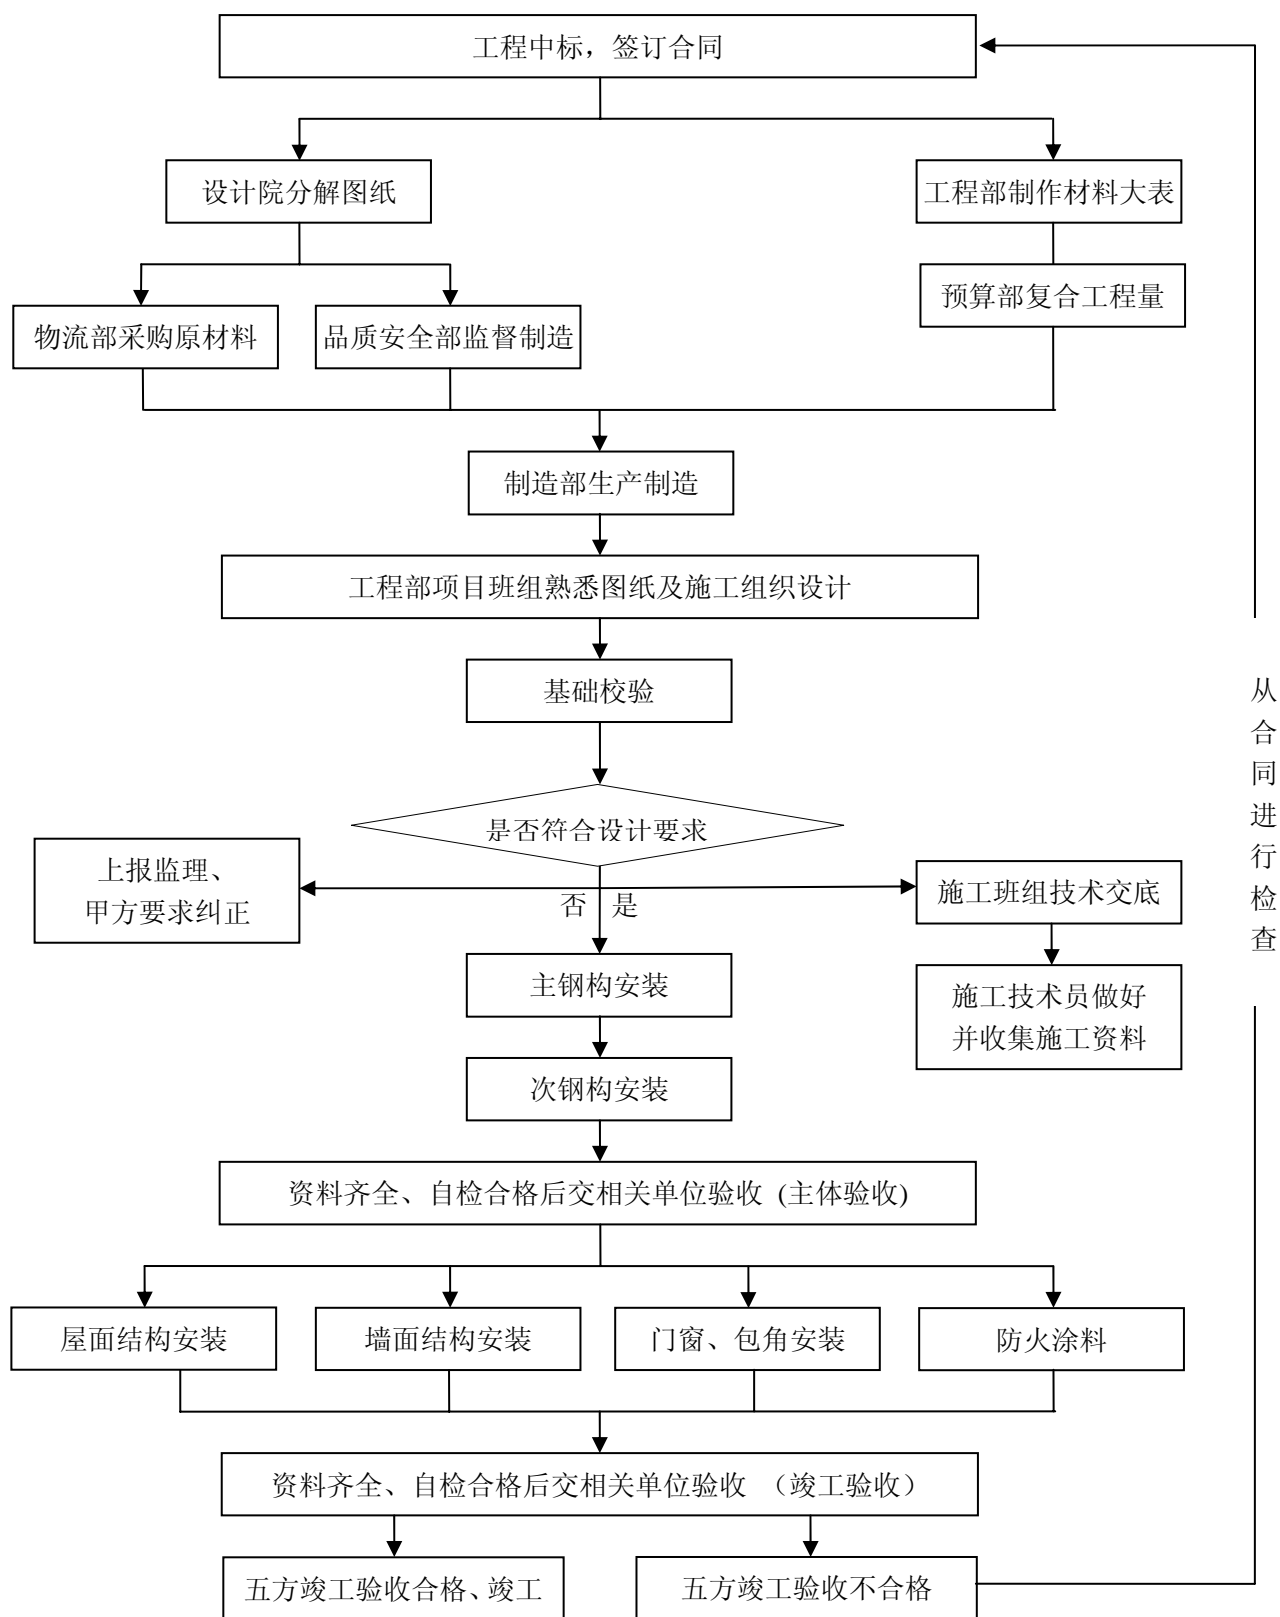 工程中标，签订合同
设计院分解图纸
工程部制作材料大表
物流部采购原材料
品质安全部监督制造
预算部复合工程量
制造部生产制造
工程部项目班组熟悉图纸及施工组织设计
基础校验
是否符合设计要求
上报监理、
甲方要求纠正
否 是
施工班组技术交底
主钢构安装
施工技术员做好
并收集施工资料
次钢构安装
资料齐全、自检合格后交相关单位验收 (主体验收)
屋面结构安装
墙面结构安装
门窗、包角安装
防火涂料
资料齐全、自检合格后交相关单位验收 （竣工验收）
五方竣工验收合格、竣工
五方竣工验收不合格
从合同进行检查